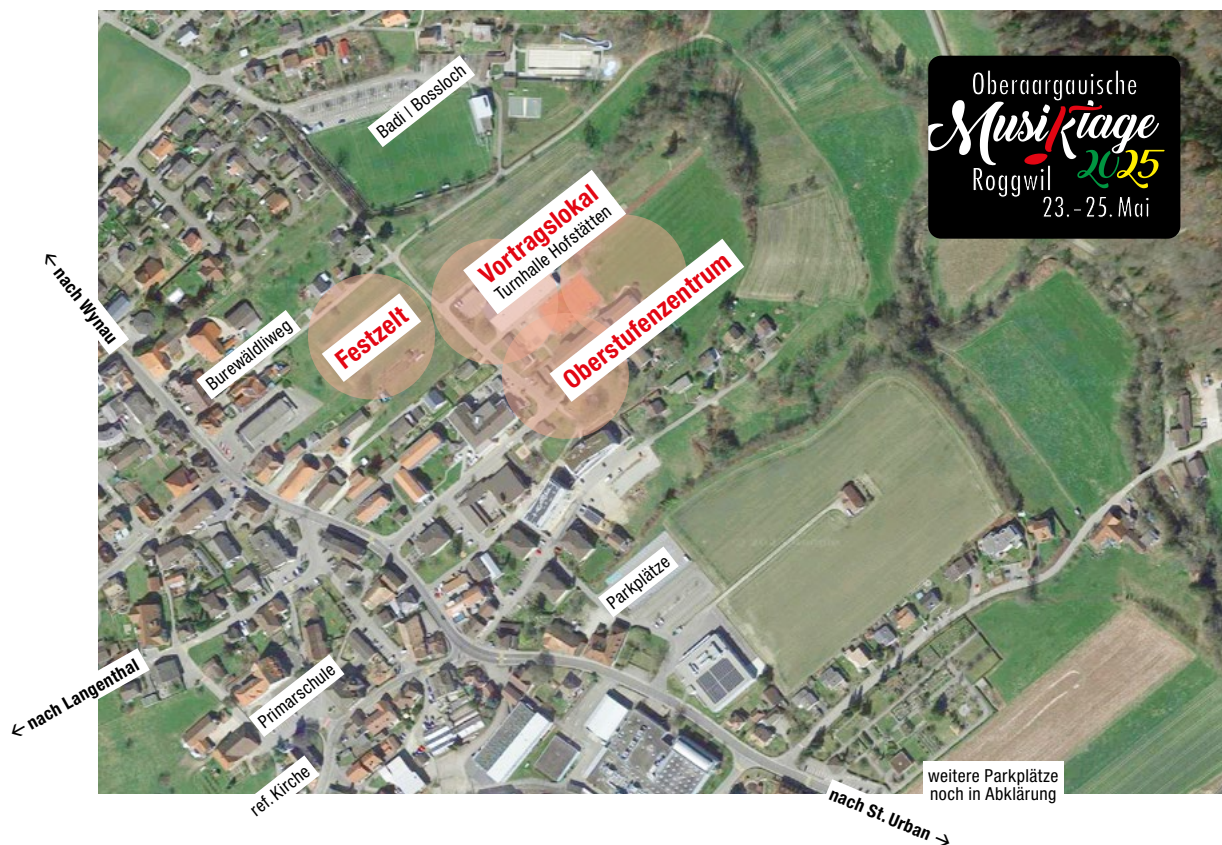 Oberaargauische
Musiktage
2025
Roggwil
23. – 25. Mai
Badi | Bossloch
Vortragslokal
Turnhalle Hofstätten
Oberstufenzentrum
Festzelt
← nach Wynau
Burewäldliweg
Parkplätze
← nach Langenthal
Primarschule
ref. Kirche
weitere Parkplätze
noch in Abklärung
nach St. Urban →